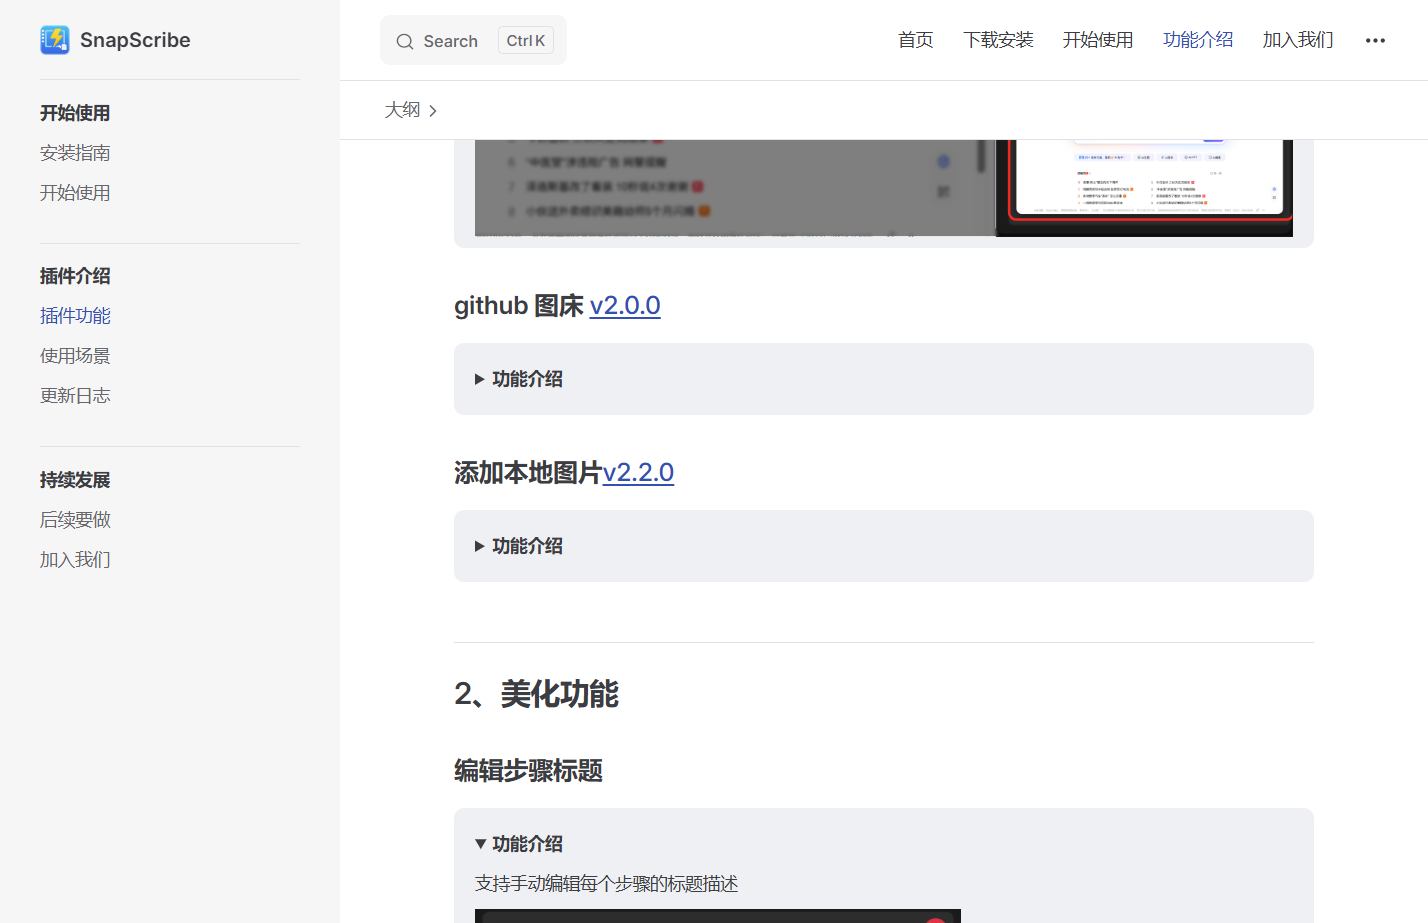 SnapScribe
Search
Ctrl K
首页
下载安装
开始使用
功能介绍
加入我们
开始使用
安装指南
开始使用
插件介绍
插件功能
使用场景
更新日志
持续发展
后续要做
加入我们
大纲
github 图床 v2.0.0
功能介绍
添加本地图片v2.2.0
功能介绍
2、美化功能
编辑步骤标题
功能介绍
支持手动编辑每个步骤的标题描述